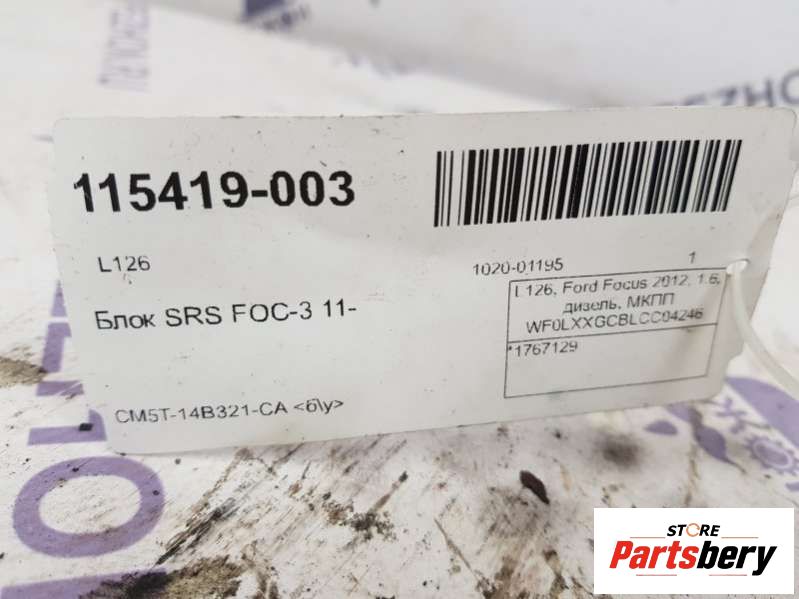 115419-003
L126
1020-01195 1
Блок SRS FOC-3 11-
L126, Ford Focus 2012, 1.6,
дизель, МКПП
WF0LXXGCBLCC04246
*1767129
CM5T-14B321-CA <б\у>
STORE
Partsbery